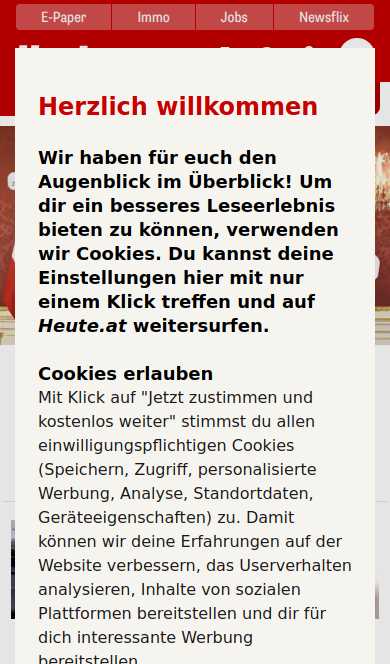 E-Paper Immo Jobs Newsflix
Herzlich willkommen
Wir haben für euch den
Augenblick im Überblick! Um
dir ein besseres Leseerlebnis
bieten zu können, verwenden
wir Cookies. Du kannst deine
Einstellungen hier mit nur
einem Klick treffen und auf
Heute.at weitersurfen.
Cookies erlauben
Mit Klick auf "Jetzt zustimmen und
kostenlos weiter" stimmst du allen
einwilligungspflichtigen Cookies
(Speichern, Zugriff, personalisierte
Werbung, Analyse, Standortdaten,
Geräteeigenschaften) zu. Damit
können wir deine Erfahrungen auf der
Website verbessern, das Userverhalten
analysieren, Inhalte von sozialen
Plattformen bereitstellen und dir für
dich interessante Werbung
bereitstellen